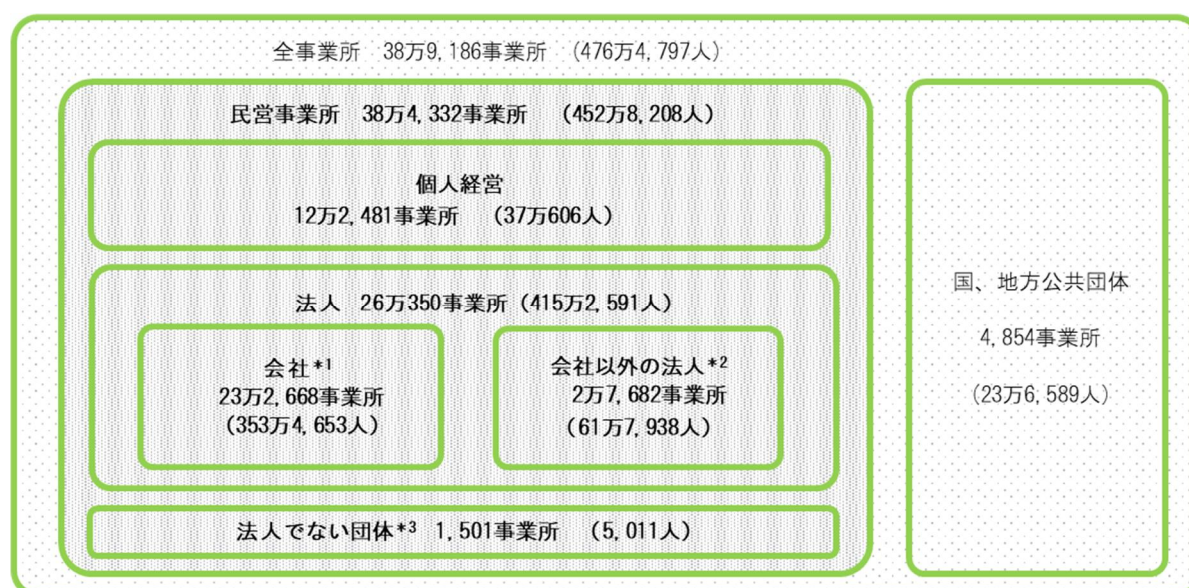 全事業所　38万9,186事業所　(476万4,797人)
民営事業所　38万4,332事業所　(452万8,208人)
個人経営
12万2,481事業所　(37万606人)
法人　26万350事業所(415万2,591人)
会社*1
23万2,668事業所
(353万4,653人)
会社以外の法人*2
2万7,682事業所
(61万7,938人)
法人でない団体*3　1,501事業所　(5,011人)
国、地方公共団体
4,854事業所
(23万6,589人)